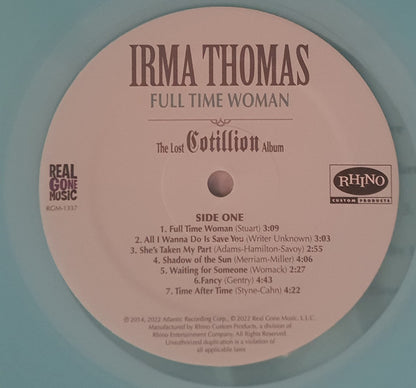 IRMA THOMAS
FULL TIME WOMAN
The Lost Cotillion Album
REAL
GONE
MUSIC
RGM-1337
RHINO
CUSTOM PRODUCTS
SIDE ONE
1. Full Time Woman (Stuart) 3:09
2. All I Wanna Do Is Save You (Writer Unknown) 3:03
3. She's Taken My Part (Adams-Hamilton-Savoy) 2:55
4. Shadow of the Sun (Merriam-Miller) 4:06
5. Waiting for Someone (Womack) 2:27
6.Fancy (Gentry) 4:43
7. Time After Time (Styne-Cahn) 4:22
℗ 2014, 2022 Atlantic Recording Corp., © 2022 Real Gone Music, L.L.C.
Manufactured by Rhino Custom Products, a division of
Rhino Entertainment Company. All Rights Reserved.
Unauthorized duplication is a violation of
all applicable laws.